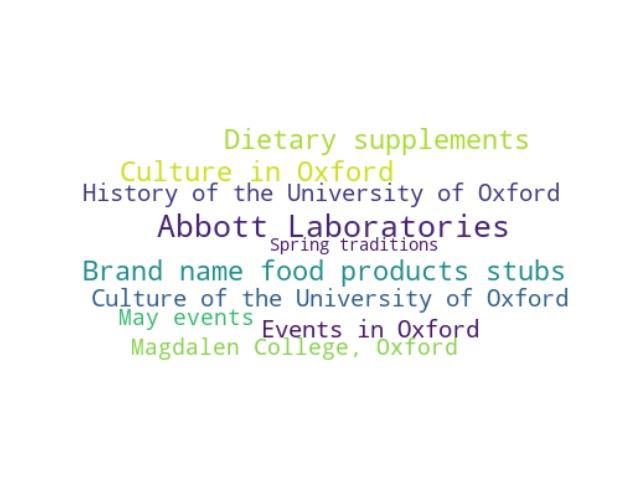 Dietary supplements
Culture in Oxford
History of the University of Oxford
Abbott Laboratories
Spring traditions
Brand name food products stubs
Culture of the University of Oxford
May events
Events in Oxford
Magdalen College, Oxford